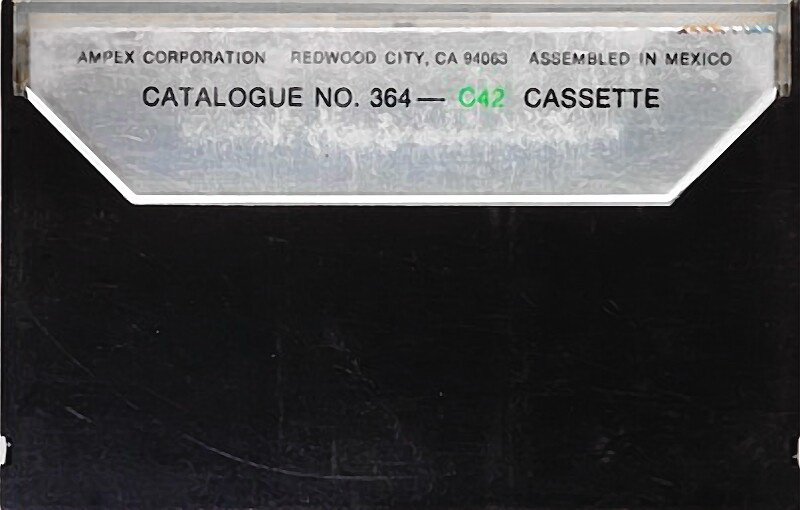 AMPEX CORPORATION REDWOOD CITY, CA 94063 ASSEMBLED IN MEXICO
CATALOGUE NO. 364— C42 CASSETTE